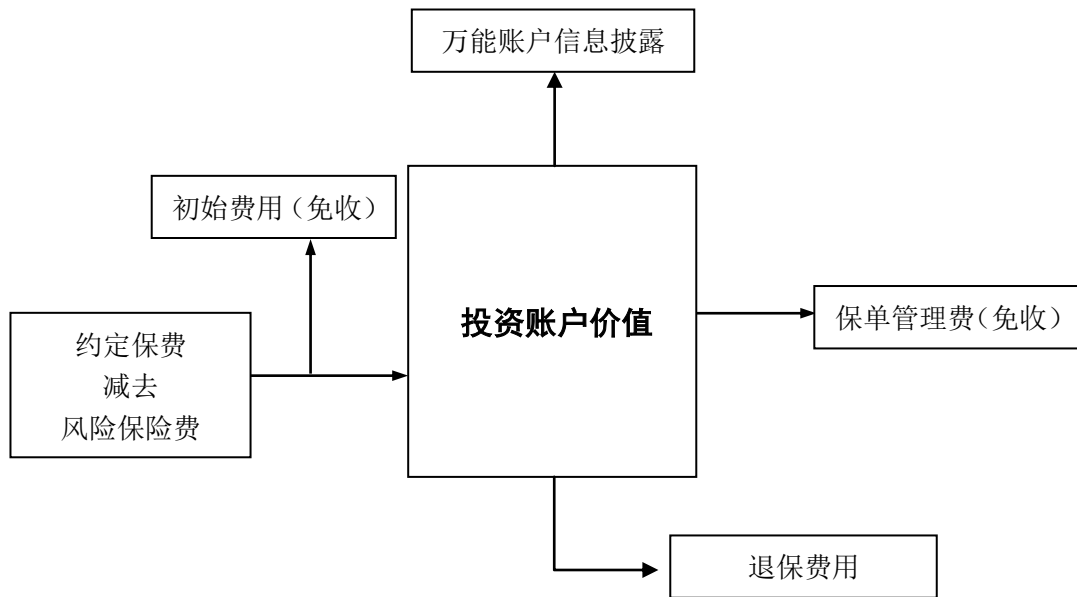 万能账户信息披露
初始费用（免收）
投资账户价值
保单管理费（免收）
约定保费
减去
风险保险费
退保费用